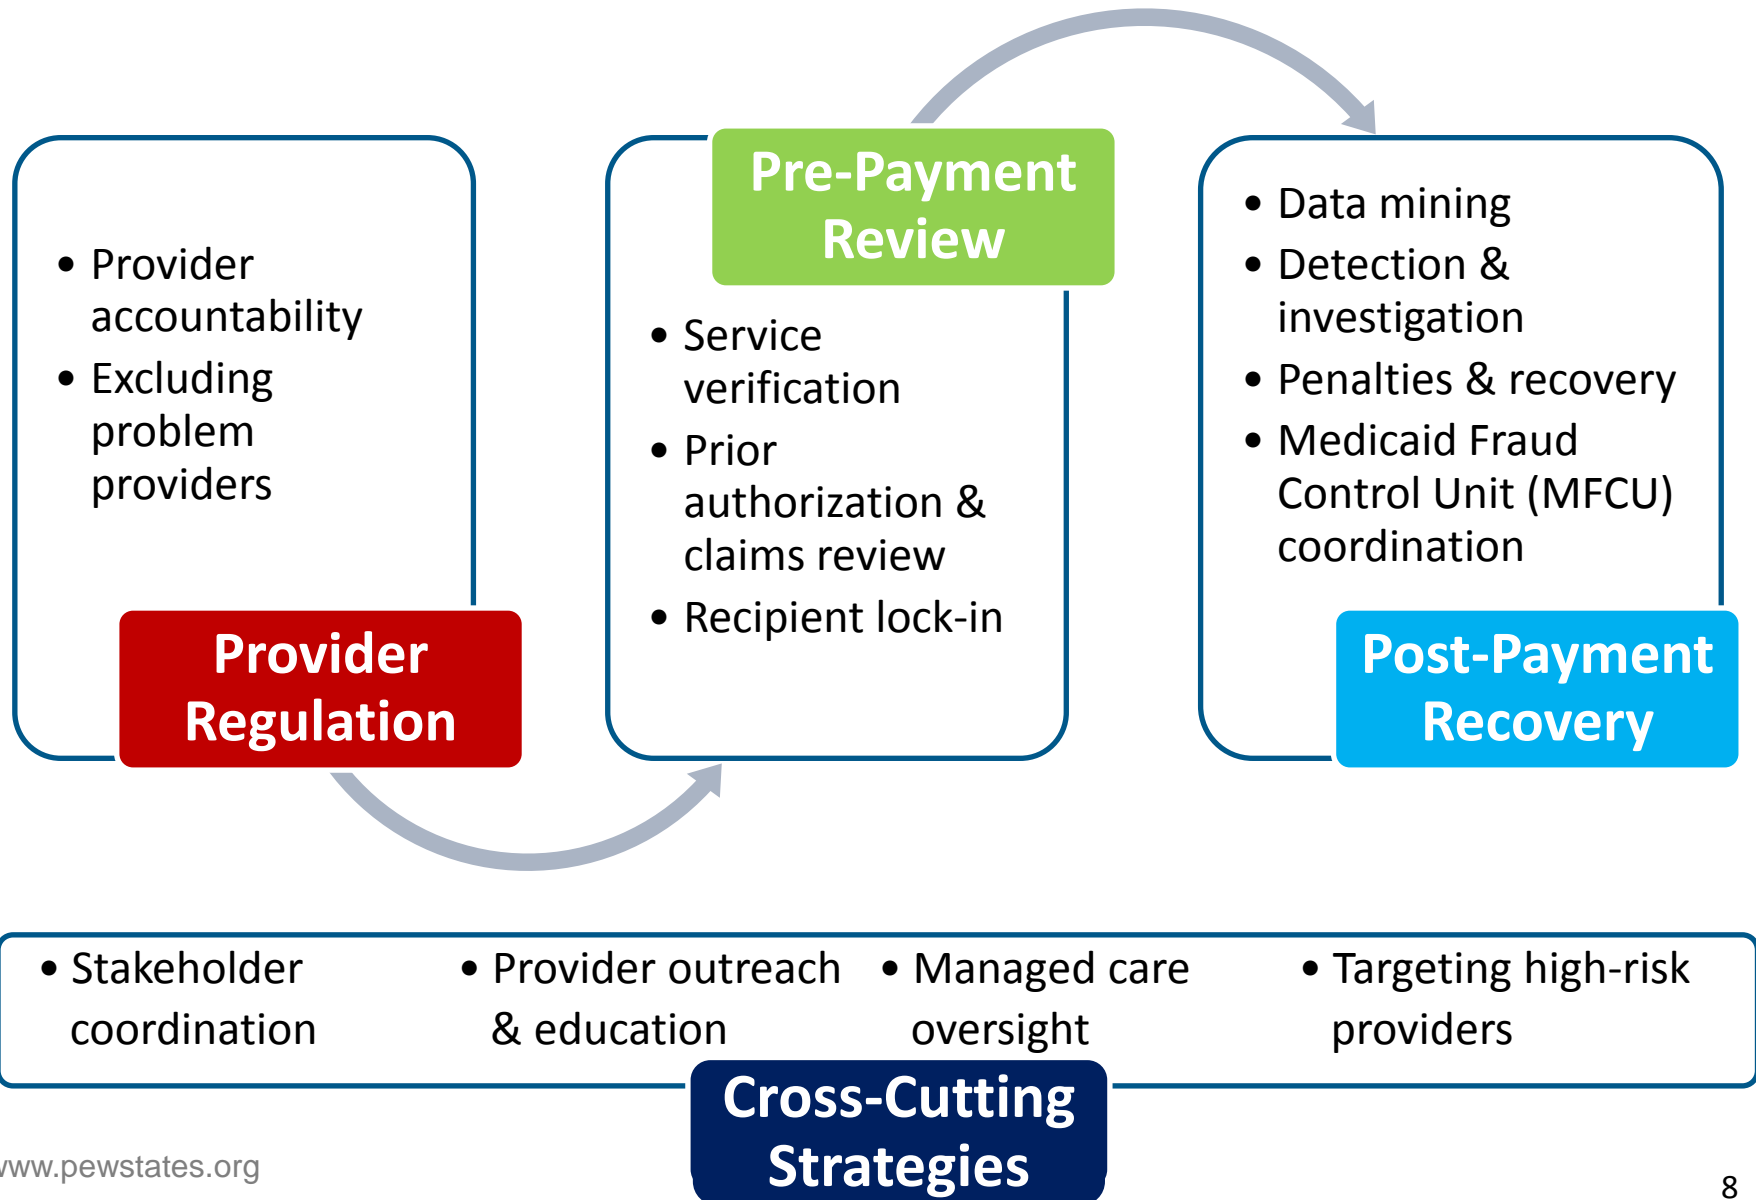 • Provider
accountability
• Excluding
problem
providers
Provider
Regulation
Pre-Payment
Review
• Service
verification
• Prior
authorization &
claims review
• Recipient lock-in
• Data mining
• Detection &
investigation
• Penalties & recovery
• Medicaid Fraud
Control Unit (MFCU)
coordination
Post-Payment
Recovery
• Stakeholder
coordination
• Provider outreach
& education
• Managed care
oversight
• Targeting high-risk
providers
Cross-Cutting
Strategies
www.pewstates.org
8